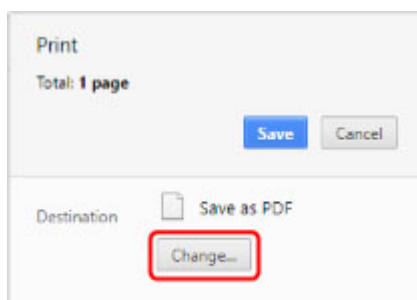 Print
Total: 1 page
Save Cancel
Destination Save as PDF
Change...